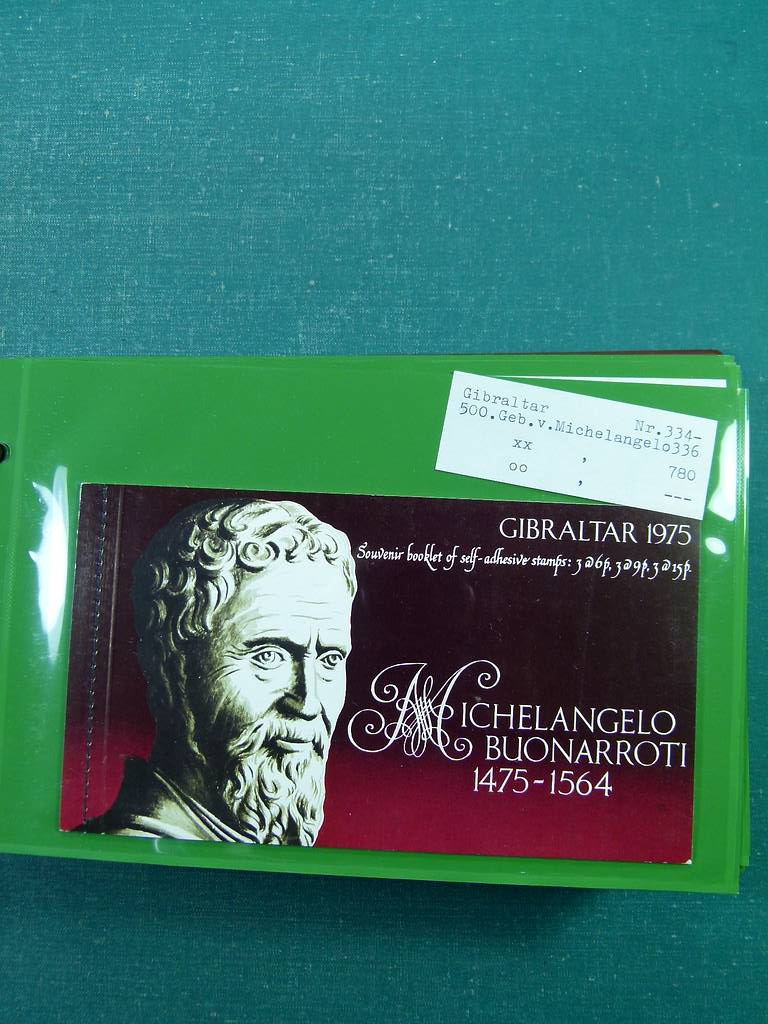 Gibraltar Nr.334-
500.Geb.v.Michelangelo336
xx , 780
oo , ---
GIBRALTAR 1975
Souvenir booklet of self-adhesive stamps: 3@6p, 3@9p, 3@15p.
MICHELANGELO
BUONARROTI
1475-1564